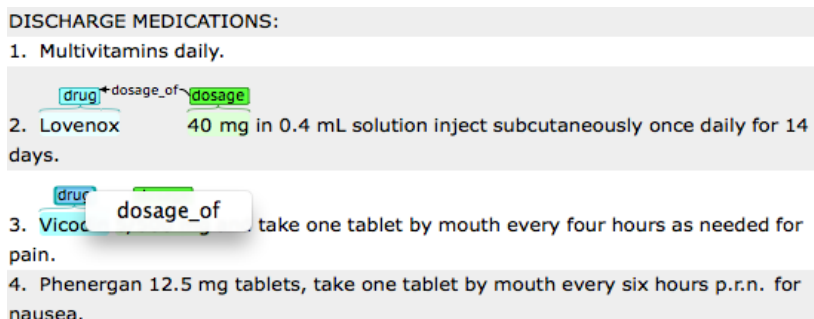 DISCHARGE MEDICATIONS:
1. Multivitamins daily.
drug dosage_of dosage
2. Lovenox 40 mg in 0.4 mL solution inject subcutaneously once daily for 14
days.
drug
dosage_of
3. take one tablet by mouth every four hours as needed for
pain.
4. Phenergan 12.5 mg tablets, take one tablet by mouth every six hours p.r.n. for
nausea.